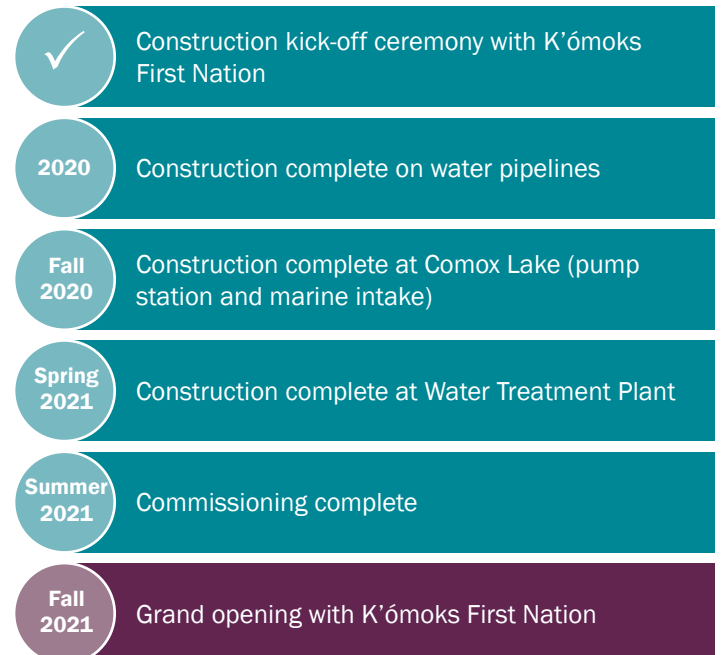 ✓
Construction kick-off ceremony with K’ómoks
First Nation
2020
Construction complete on water pipelines
Fall
2020
Construction complete at Comox Lake (pump
station and marine intake)
Spring
2021
Construction complete at Water Treatment Plant
Summer
2021
Commissioning complete
Fall
2021
Grand opening with K’ómoks First Nation